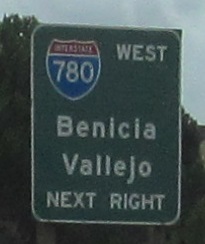 INTERSTATE WEST
780
Benicia
Vallejo
NEXT RIGHT